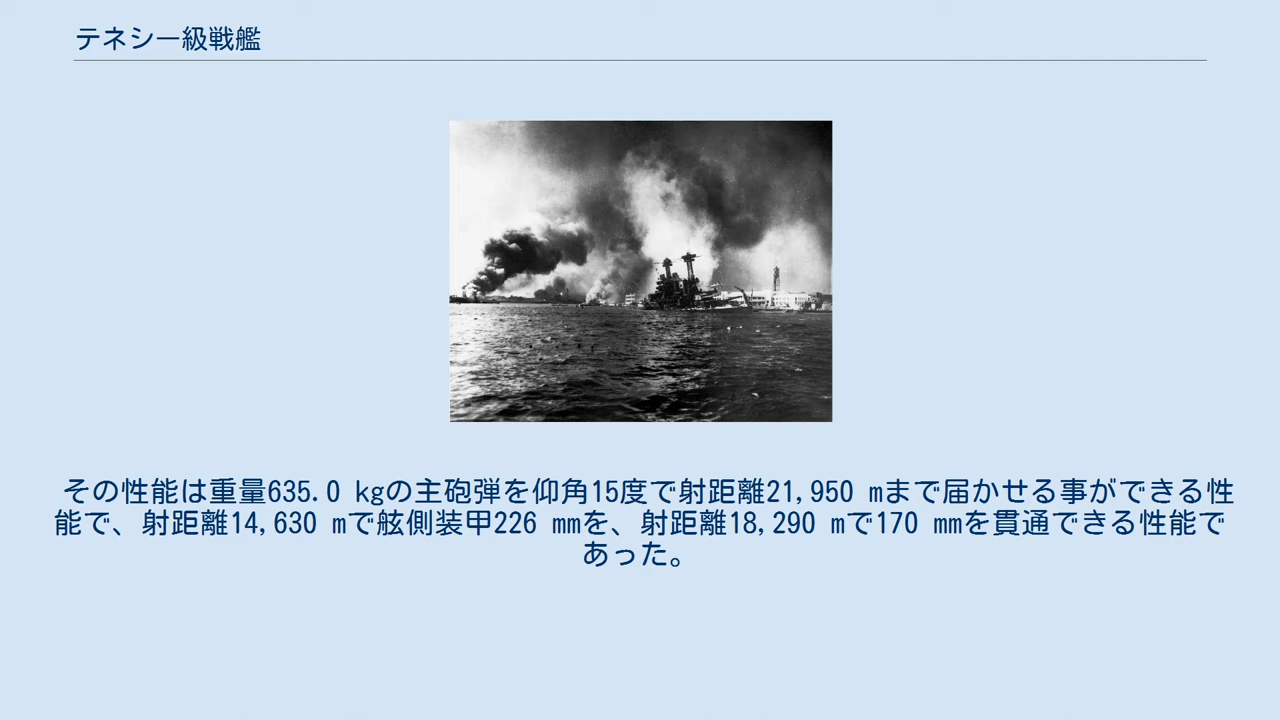 テネシー級戦艦
その性能は重量635.0 kgの主砲弾を仰角15度で射距離21,950 mまで届かせる事ができる性
能で、射距離14,630 mで舷側装甲226 mmを、射距離18,290 mで170 mmを貫通できる性能で
あった。